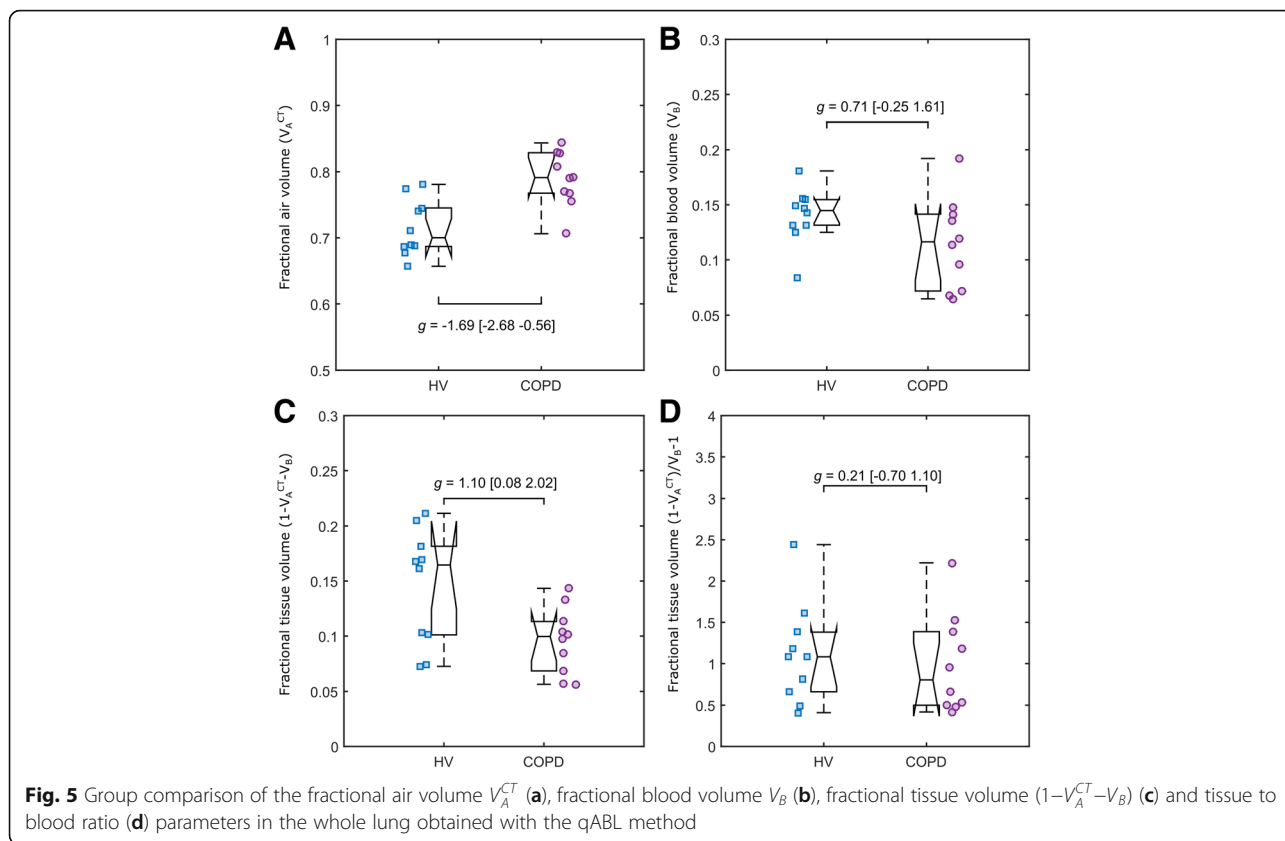 A
Fractional air volume (V_A^CT)
1
0.9
0.8
0.7
0.6
0.5
g = -1.69 [-2.68 -0.56]
HV COPD
B
Fractional blood volume (V_B)
0.3
0.25
0.2
0.15
0.1
0.05
0
g = 0.71 [-0.25 1.61]
HV COPD
C
Fractional tissue volume (1-V_A^CT-V_B)
0.3
0.25
0.2
0.15
0.1
0.05
0
g = 1.10 [0.08 2.02]
HV COPD
D
Fractional tissue volume (1-V_A^CT)/V_B-1
4
3.5
3
2.5
2
1.5
1
0.5
0
g = 0.21 [-0.70 1.10]
HV COPD
Fig. 5 Group comparison of the fractional air volume V_A^CT (a), fractional blood volume V_B (b), fractional tissue volume (1−V_A^CT−V_B) (c) and tissue to
blood ratio (d) parameters in the whole lung obtained with the qABL method